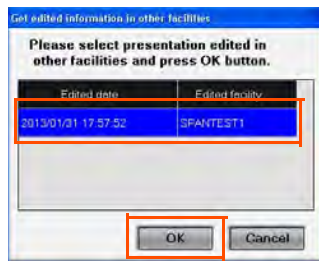 Get edited information in other facilities
Please select presentation edited in
other facilities and press OK button.
Edited date Edited facility
2013/01/31 17:57:52 SPANTEST1
OK Cancel